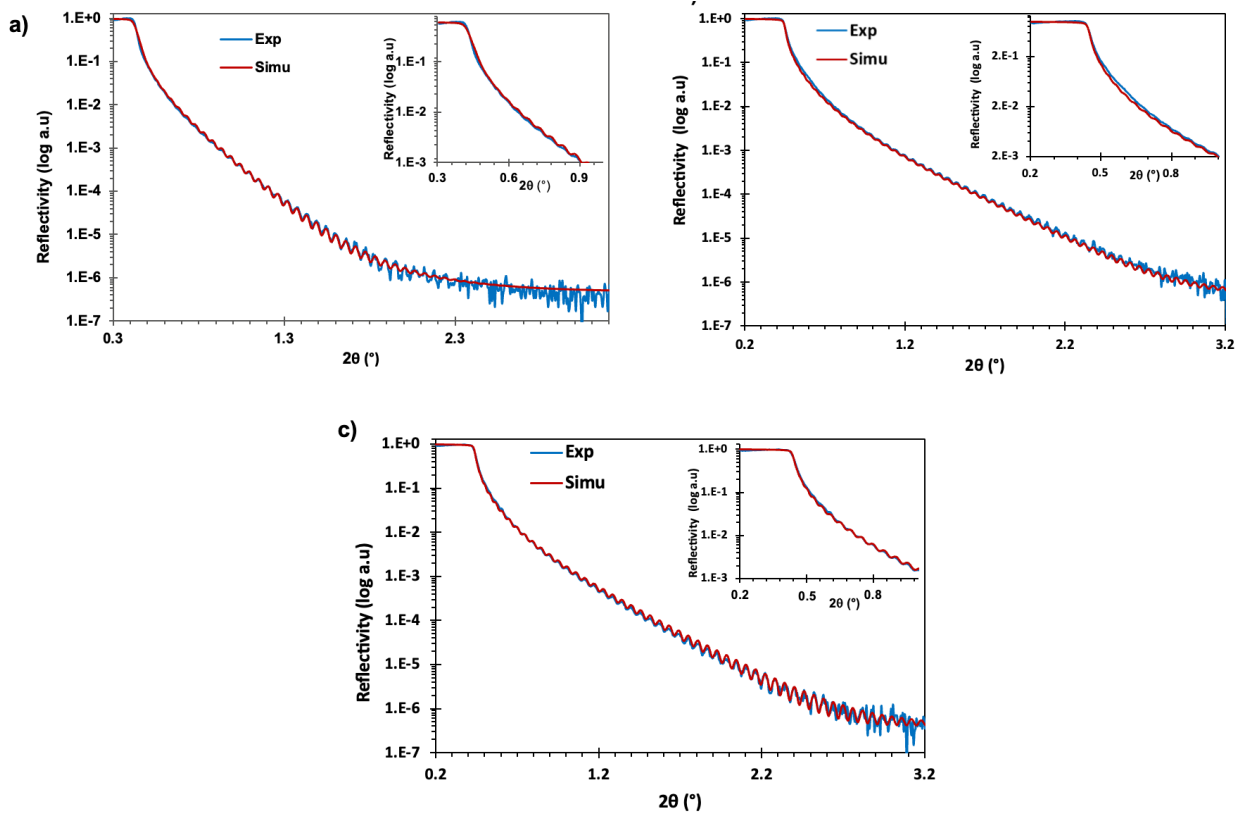 a)
Reflectivity (log a.u)
1.E+0
1.E-1
1.E-2
1.E-3
1.E-4
1.E-5
1.E-6
1.E-7
0.3
1.3
2.3
2θ (°)
Exp
Simu
Reflectivity (log a.u)
1.E+0
1.E-1
1.E-2
1.E-3
0.3
0.6
0.9
2θ (°)
Reflectivity (log a.u)
1.E+0
1.E-1
1.E-2
1.E-3
1.E-4
1.E-5
1.E-6
1.E-7
0.2
1.2
2.2
3.2
2θ (°)
Exp
Simu
Reflectivity (log a.u)
2.E-1
2.E-2
2.E-3
0.2
0.5
0.8
2θ (°)
c)
Reflectivity (log a.u)
1.E+0
1.E-1
1.E-2
1.E-3
1.E-4
1.E-5
1.E-6
1.E-7
0.2
1.2
2.2
3.2
2θ (°)
Exp
Simu
Reflectivity (log a.u)
1.E+0
1.E-1
1.E-2
1.E-3
0.2
0.5
0.8
2θ (°)